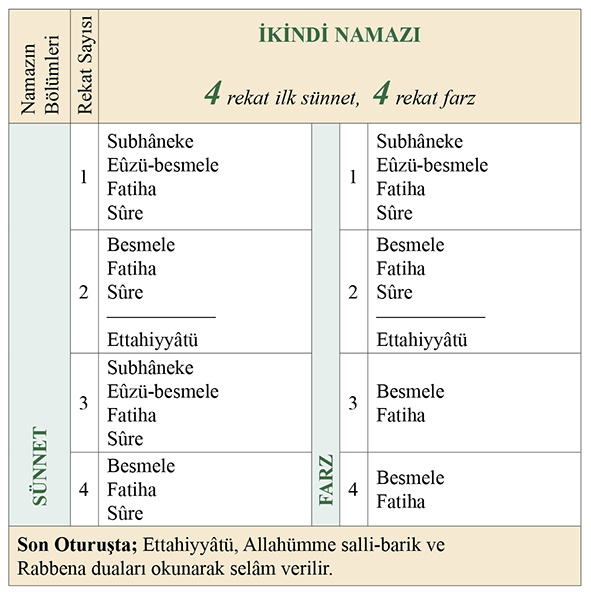 Namazın
Bölümleri
Rekat Sayısı
İKİNDİ NAMAZI
4 rekat ilk sünnet, 4 rekat farz
SÜNNET
1
Subhâneke
Eûzü-besmele
Fatiha
Sûre
2
Besmele
Fatiha
Sûre
Ettahiyyâtü
3
Subhâneke
Eûzü-besmele
Fatiha
Sûre
4
Besmele
Fatiha
Sûre
FARZ
1
Subhâneke
Eûzü-besmele
Fatiha
Sûre
2
Besmele
Fatiha
Sûre
Ettahiyyâtü
3
Besmele
Fatiha
4
Besmele
Fatiha
Son Oturuşta; Ettahiyyâtü, Allahümme salli-barik ve
Rabbena duaları okunarak selâm verilir.